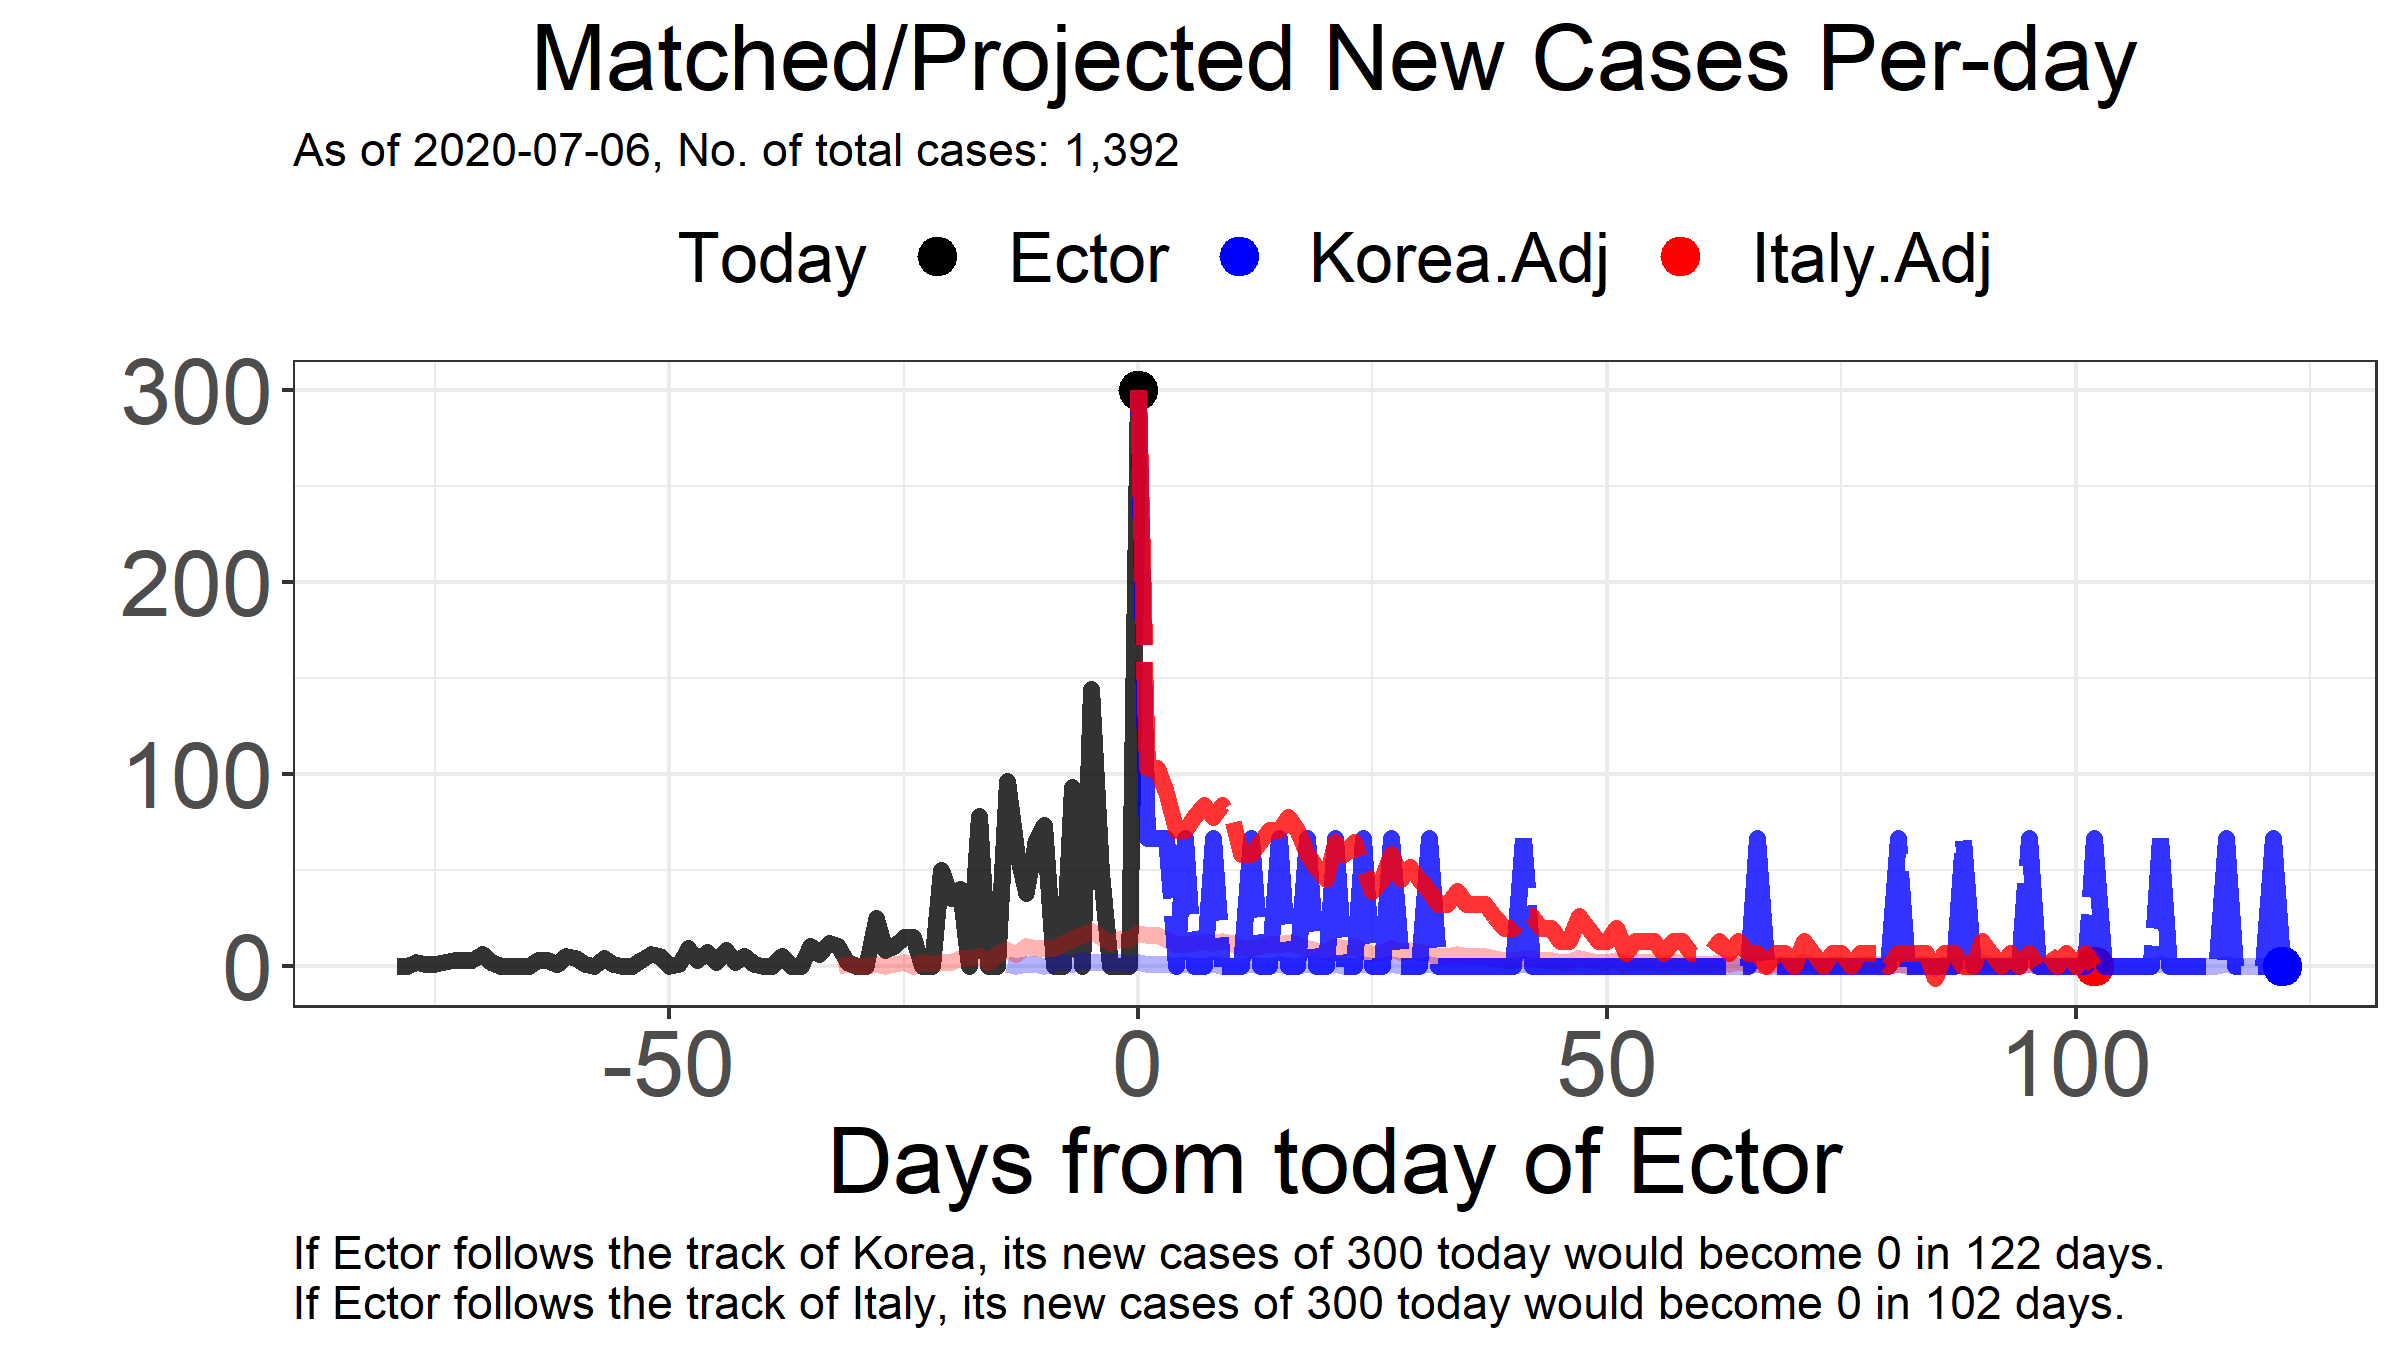 Matched/Projected New Cases Per-day
As of 2020-07-06, No. of total cases: 1,392
Today Ector Korea.Adj Italy.Adj
300
200
100
0
-50 0 50 100
Days from today of Ector
If Ector follows the track of Korea, its new cases of 300 today would become 0 in 122 days.
If Ector follows the track of Italy, its new cases of 300 today would become 0 in 102 days.